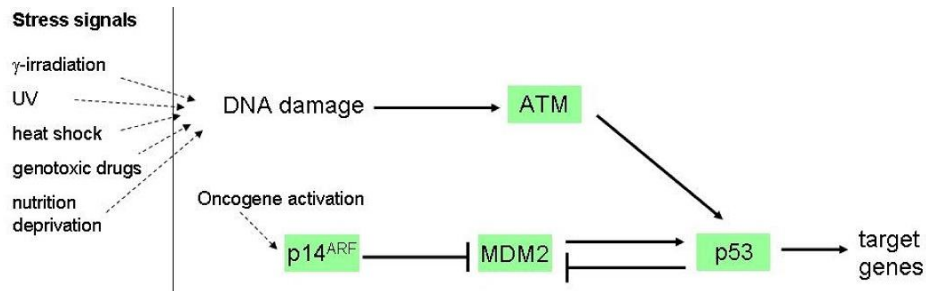 Stress signals
γ-irradiation
UV
heat shock
genotoxic drugs
nutrition
deprivation
DNA damage
ATM
Oncogene activation
p14ARF
MDM2
p53
target
genes